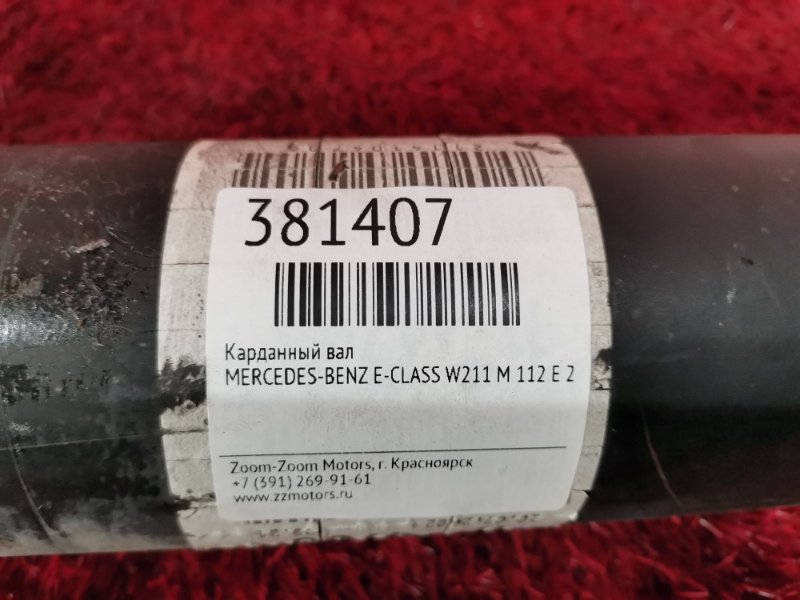 381407
Карданный вал
MERCEDES-BENZ E-CLASS W211 M 112 E 2
Zoom-Zoom Motors, г. Красноярск
+7 (391) 269-91-61
www.zzmotors.ru